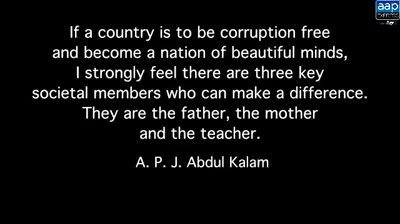 aap
EXPRESS
If a country is to be corruption free
and become a nation of beautiful minds,
I strongly feel there are three key
societal members who can make a difference.
They are the father, the mother
and the teacher.
A. P. J. Abdul Kalam